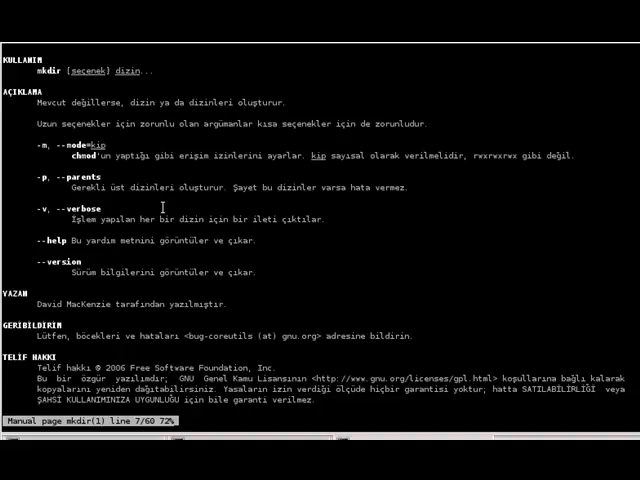 KULLANIM
mkdir [seçenek] dizin...
AÇIKLAMA
Mevcut değillerse, dizin ya da dizinleri oluşturur.
Uzun seçenekler için zorunlu olan argümanlar kısa seçenekler için de zorunludur.
-m, --mode=kip
chmod'un yaptığı gibi erişim izinlerini ayarlar. kip sayısal olarak verilmelidir, rwxrwxrwx gibi değil.
-p, --parents
Gerekli üst dizinleri oluşturur. Şayet bu dizinler varsa hata vermez.
-v, --verbose
İşlem yapılan her bir dizin için bir ileti çıktılar.
--help Bu yardım metnini görüntüler ve çıkar.
--version
Sürüm bilgilerini görüntüler ve çıkar.
YAZAN
David MacKenzie tarafından yazılmıştır.
GERİBİLDİRİM
Lütfen, böcekleri ve hataları <bug-coreutils (at) gnu.org> adresine bildirin.
TELİF HAKKI
Telif hakkı © 2006 Free Software Foundation, Inc.
Bu bir özgür yazılımdır; GNU Genel Kamu Lisansının <http://www.gnu.org/licenses/gpl.html> koşullarına bağlı kalarak
kopyalarını yeniden dağıtabilirsiniz. Yasaların izin verdiği ölçüde hiçbir garantisi yoktur; hatta SATILABİLİRLİĞİ veya
ŞAHSİ KULLANIMINIZA UYGUNLUĞU için bile garanti verilmez.
Manual page mkdir(1) line 7/60 72%